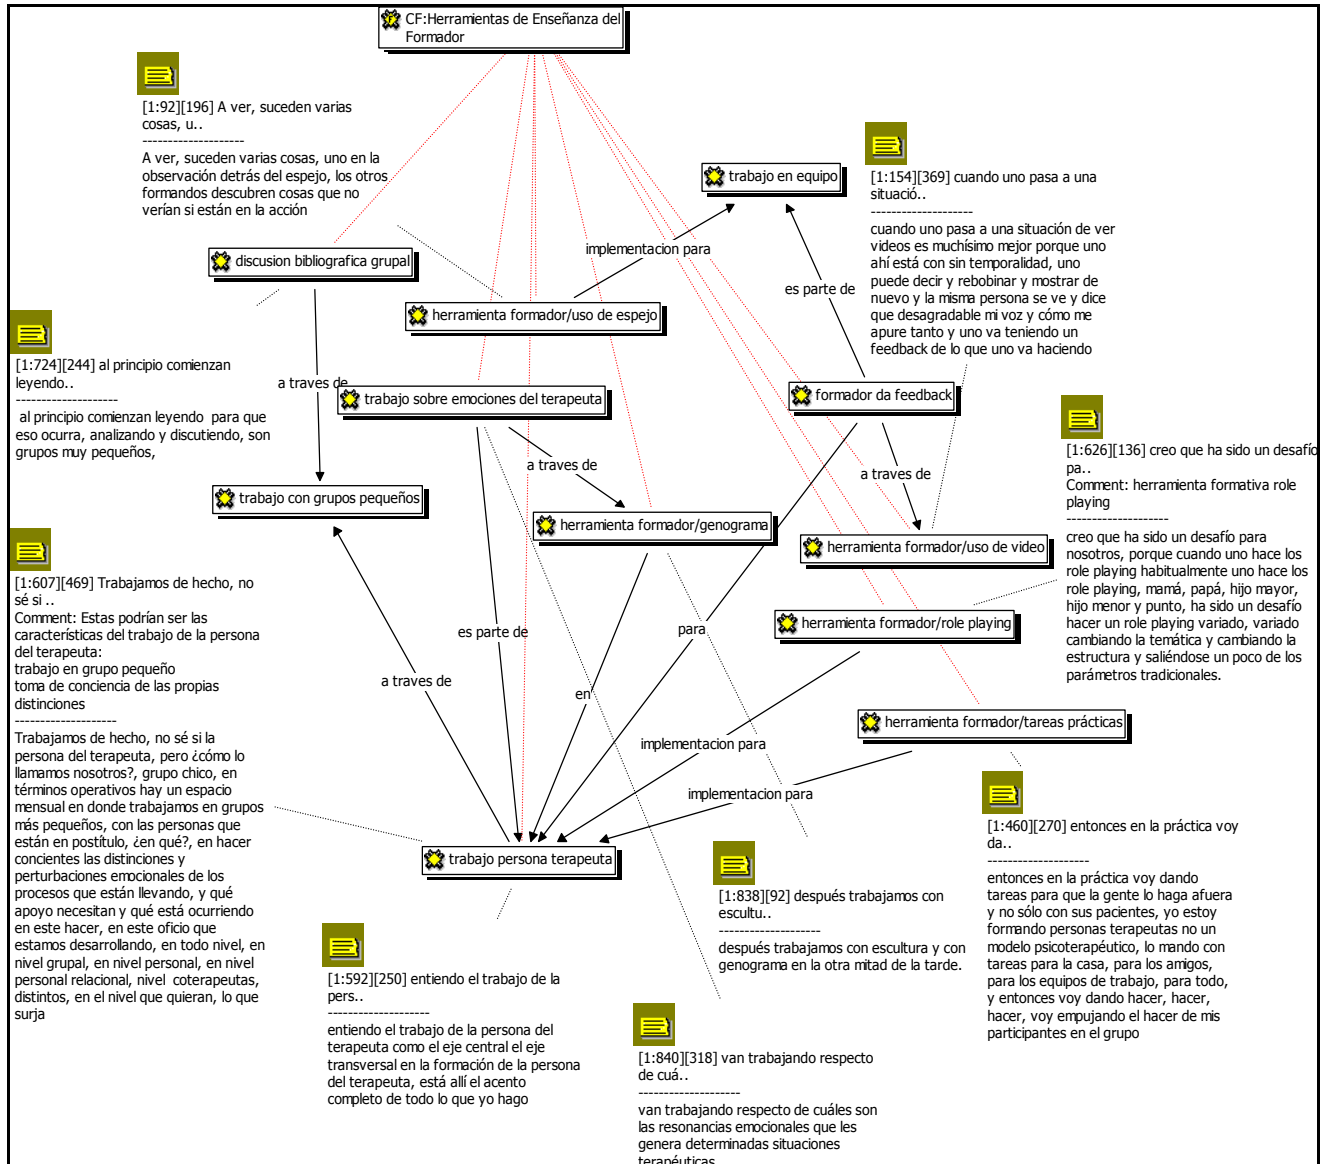 CF:Herramientas de Enseñanza del
Formador
[1:92][196] A ver, suceden varias
cosas, u..
--------------------
A ver, suceden varias cosas, uno en la
observación detrás del espejo, los otros
formandos descubren cosas que no
verían si están en la acción
trabajo en equipo
[1:154][369] cuando uno pasa a una
situació..
--------------------
cuando uno pasa a una situación de ver
videos es muchísimo mejor porque uno
ahí está con sin temporalidad, uno
puede decir y rebobinar y mostrar de
nuevo y la misma persona se ve y dice
que desagradable mi voz y cómo me
apure tanto y uno va teniendo un
feedback de lo que uno va haciendo
implementacion para
discusion bibliografica grupal
es parte de
herramienta formador/uso de espejo
[1:724][244] al principio comienzan
leyendo..
--------------------
al principio comienzan leyendo  para que
eso ocurra, analizando y discutiendo, son
grupos muy pequeños,
a traves de
trabajo sobre emociones del terapeuta
formador da feedback
[1:626][136] creo que ha sido un desafío
pa..
Comment: herramienta formativa role
playing
--------------------
creo que ha sido un desafío para
nosotros, porque cuando uno hace los
role playing habitualmente uno hace los
role playing, mamá, papá, hijo mayor,
hijo menor y punto, ha sido un desafío
hacer un role playing variado, variado
cambiando la temática y cambiando la
estructura y saliéndose un poco de los
parámetros tradicionales.
a traves de
a traves de
trabajo con grupos pequeños
herramienta formador/genograma
herramienta formador/uso de video
[1:607][469] Trabajamos de hecho, no
sé si ..
Comment: Estas podrían ser las
características del trabajo de la persona
del terapeuta:
trabajo en grupo pequeño
toma de conciencia de las propias
distinciones
--------------------
Trabajamos de hecho, no sé si la
persona del terapeuta, pero ¿cómo lo
llamamos nosotros?, grupo chico, en
términos operativos hay un espacio
mensual en donde trabajamos en grupos
más pequeños, con las personas que
están en postítulo, ¿en qué?, en hacer
concientes las distinciones y
perturbaciones emocionales de los
procesos que están llevando, y qué
apoyo necesitan y qué está ocurriendo
en este hacer, en este oficio que
estamos desarrollando, en todo nivel, en
nivel grupal, en nivel personal, en nivel
personal relacional, nivel  coterapeutas,
distintos, en el nivel que quieran, lo que
surja
es parte de
para
herramienta formador/role playing
a traves de
en
herramienta formador/tareas prácticas
implementacion para
implementacion para
trabajo persona terapeuta
[1:460][270] entonces en la práctica voy
da..
--------------------
entonces en la práctica voy dando
tareas para que la gente lo haga afuera
y no sólo con sus pacientes, yo estoy
formando personas terapeutas no un
modelo psicoterapéutico, lo mando con
tareas para la casa, para los amigos,
para los equipos de trabajo, para todo,
y entonces voy dando hacer, hacer,
hacer, voy empujando el hacer de mis
participantes en el grupo
[1:838][92] después trabajamos con
escultu..
--------------------
después trabajamos con escultura y con
genograma en la otra mitad de la tarde.
[1:592][250] entiendo el trabajo de la
pers..
--------------------
entiendo el trabajo de la persona del
terapeuta como el eje central el eje
transversal en la formación de la persona
del terapeuta, está allí el acento
completo de todo lo que yo hago
[1:840][318] van trabajando respecto
de cuá..
--------------------
van trabajando respecto de cuáles son
las resonancias emocionales que les
genera determinadas situaciones
terapéuticas